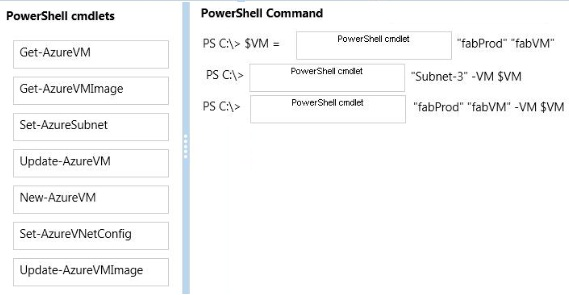 PowerShell cmdlets
Get-AzureVM
Get-AzureVMImage
Set-AzureSubnet
Update-AzureVM
New-AzureVM
Set-AzureVNetConfig
Update-AzureVMImage
PowerShell Command
PS C:\> $VM = PowerShell cmdlet "fabProd" "fabVM"
PS C:\> PowerShell cmdlet "Subnet-3" -VM $VM
PS C:\> PowerShell cmdlet "fabProd" "fabVM" -VM $VM